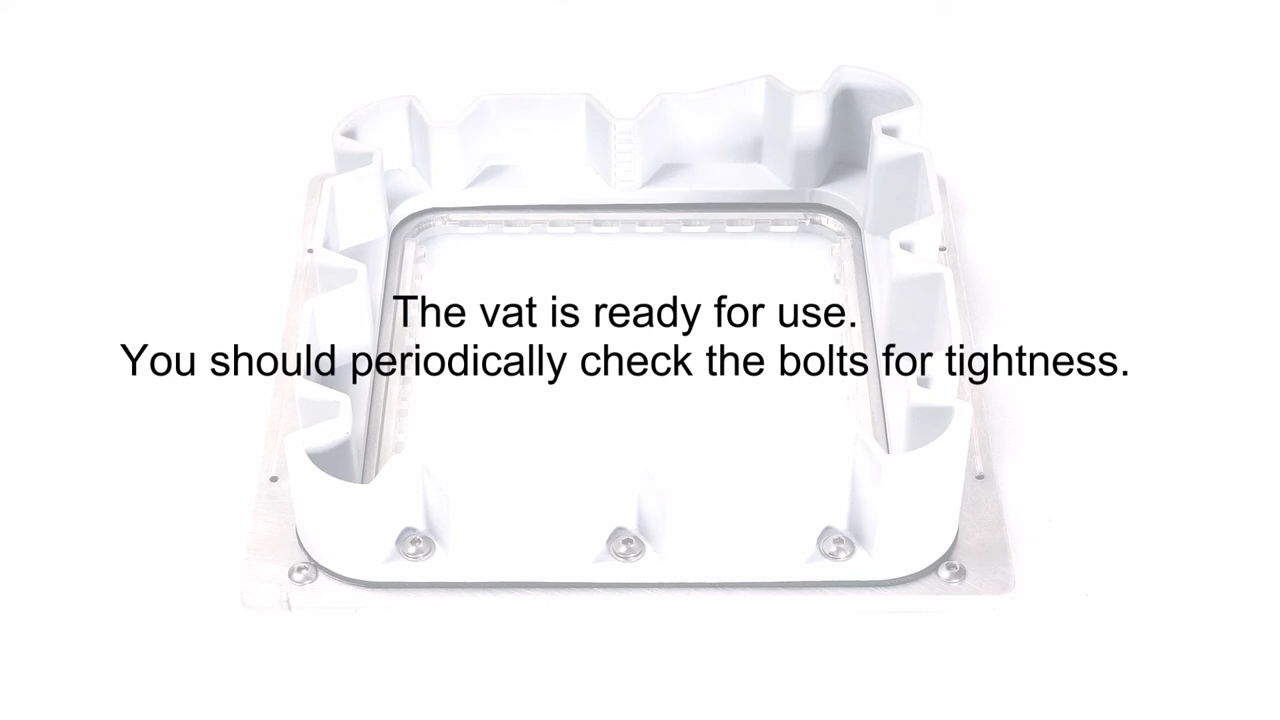 The vat is ready for use.
You should periodically check the bolts for tightness.